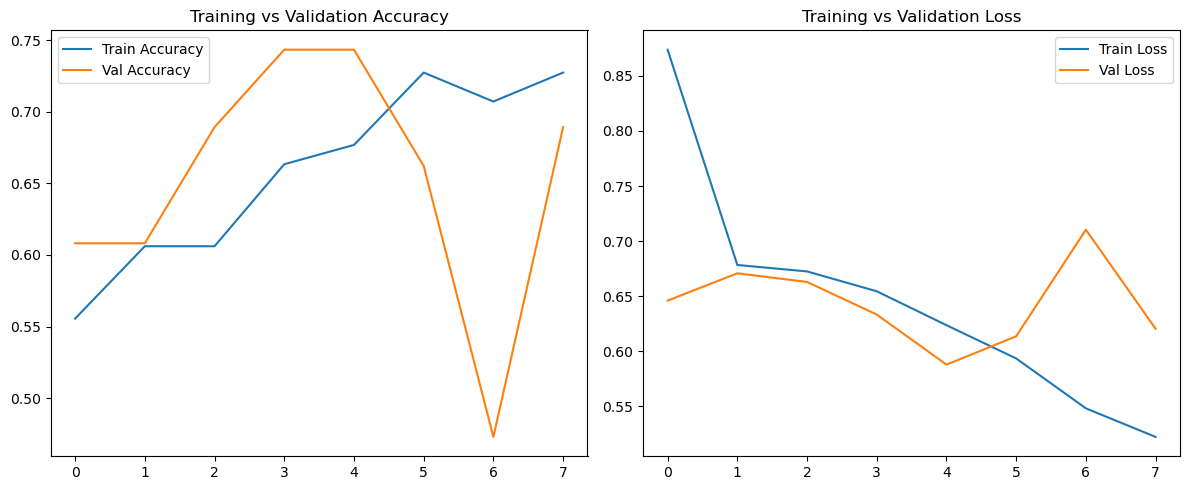 Training vs Validation Accuracy
Train Accuracy
Val Accuracy
0.75
0.70
0.65
0.60
0.55
0.50
0 1 2 3 4 5 6 7
Training vs Validation Loss
Train Loss
Val Loss
0.85
0.80
0.75
0.70
0.65
0.60
0.55
0 1 2 3 4 5 6 7